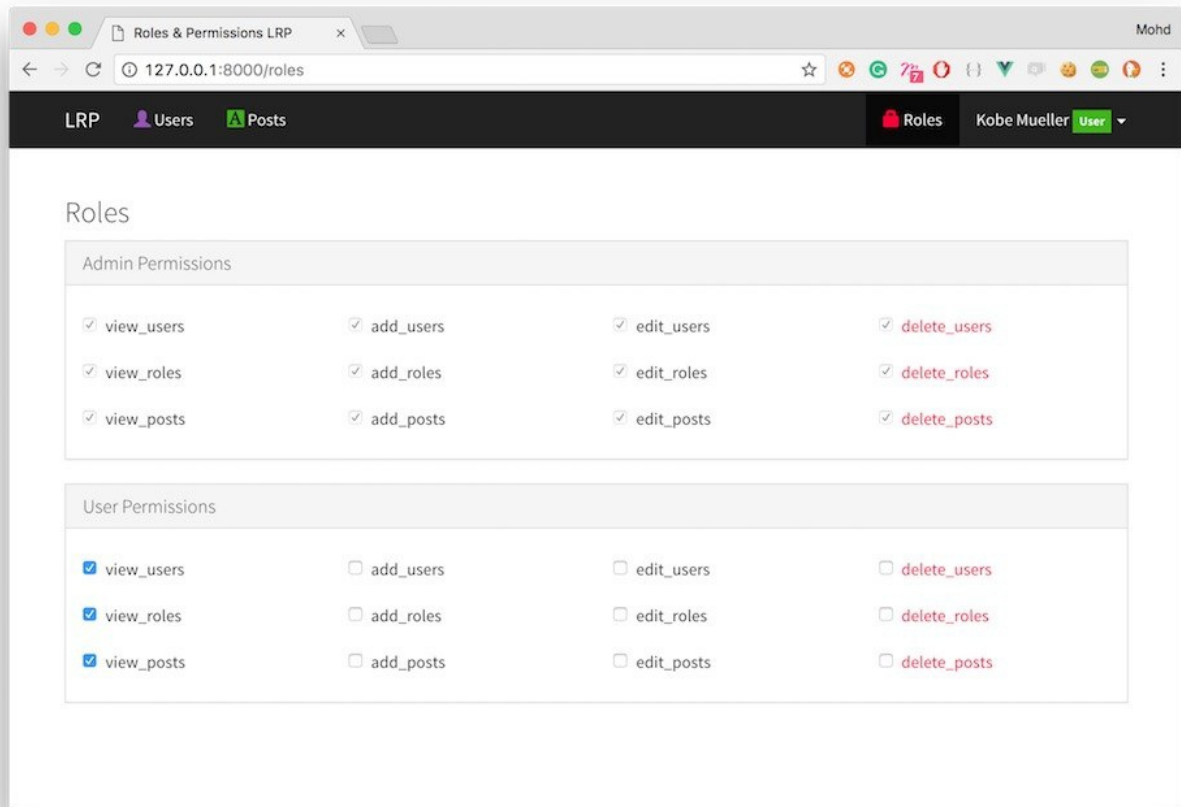 Roles & Permissions LRP
Mohd
127.0.0.1:8000/roles
7
LRP Users A Posts Roles Kobe Mueller User
Roles
Admin Permissions
view_users add_users edit_users delete_users
view_roles add_roles edit_roles delete_roles
view_posts add_posts edit_posts delete_posts
User Permissions
view_users add_users edit_users delete_users
view_roles add_roles edit_roles delete_roles
view_posts add_posts edit_posts delete_posts